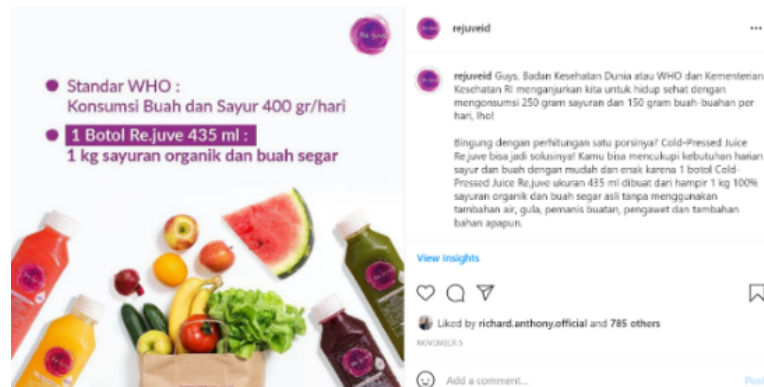 Re.juve
Standar WHO :
Konsumsi Buah dan Sayur 400 gr/hari
1 Botol Re.juve 435 ml :
1 kg sayuran organik dan buah segar
rejuveid
rejuveid Guys, Badan Kesehatan Dunia atau WHO dan Kementerian
Kesehatan RI menganjurkan kita untuk hidup sehat dengan
mengonsumsi 250 gram sayuran dan 150 gram buah-buahan per
hari, lho!
Bingung dengan perhitungan satu porsinya? Cold-Pressed Juice
Re.juve bisa jadi solusinya! Kamu bisa mencukupi kebutuhan harian
sayur dan buah dengan mudah dan enak karena 1 botol Cold-
Pressed Juice Re.juve ukuran 435 ml dibuat dari hampir 1 kg 100%
sayuran organik dan buah segar asli tanpa menggunakan
tambahan air, gula, pemanis buatan, pengawet dan tambahan
bahan apapun.
View Insights
Liked by richard.anthony.official and 785 others
NOVEMBER 5
Add a comment...
Post